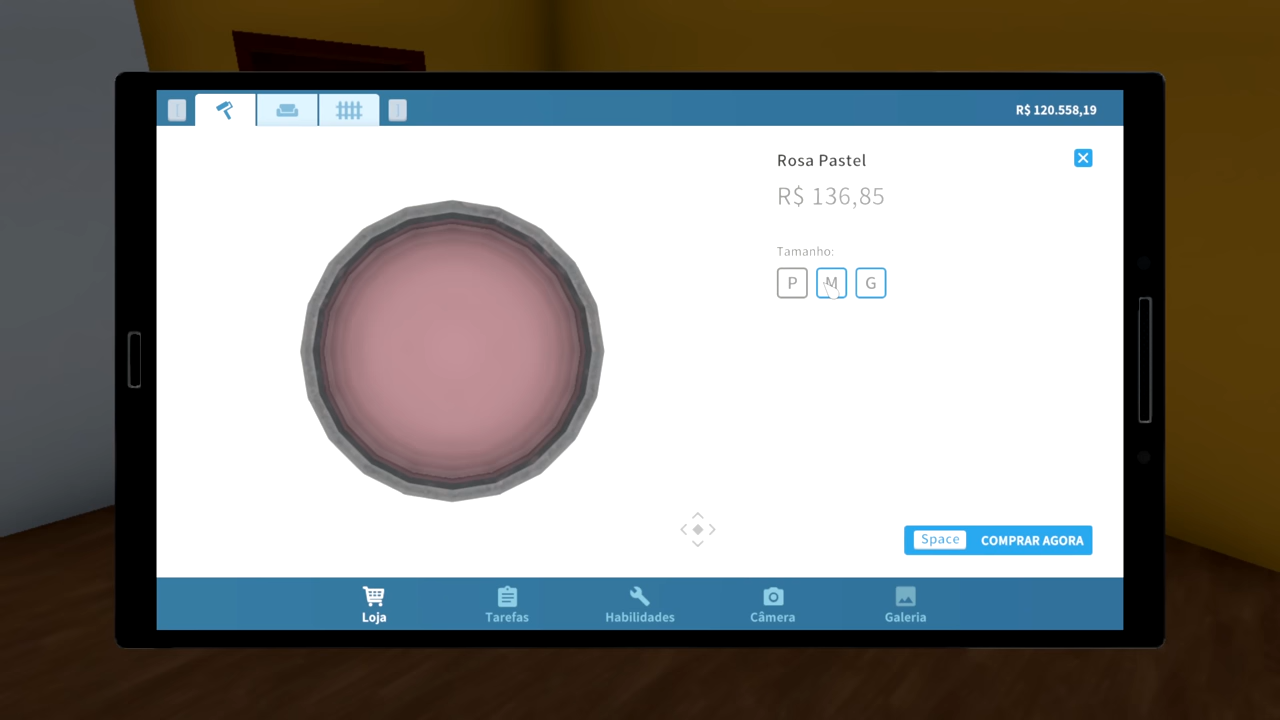 R$ 120.558,19
Rosa Pastel
R$ 136,85
Tamanho:
P M G
Space COMPRAR AGORA
Loja Tarefas Habilidades Câmera Galeria